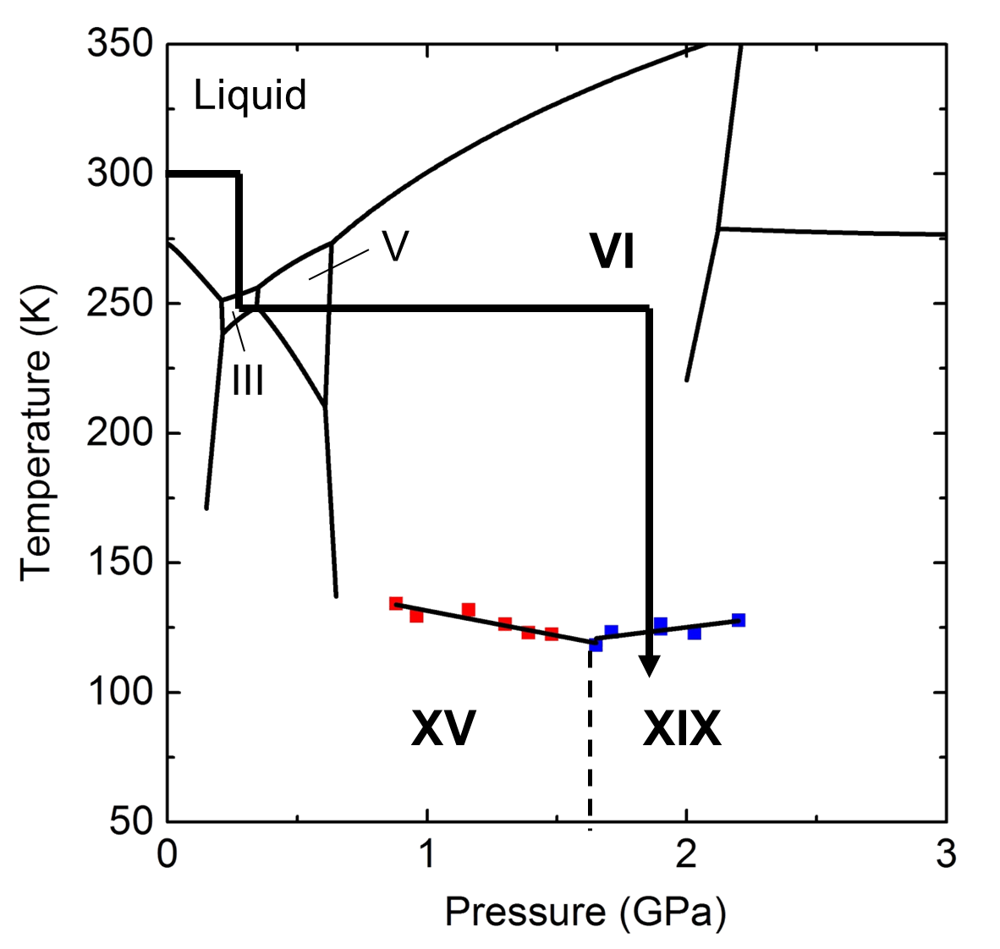 350
Liquid
300
V
VI
250
III
200
150
100
XV
XIX
50
0
1
2
3
Temperature (K)
Pressure (GPa)